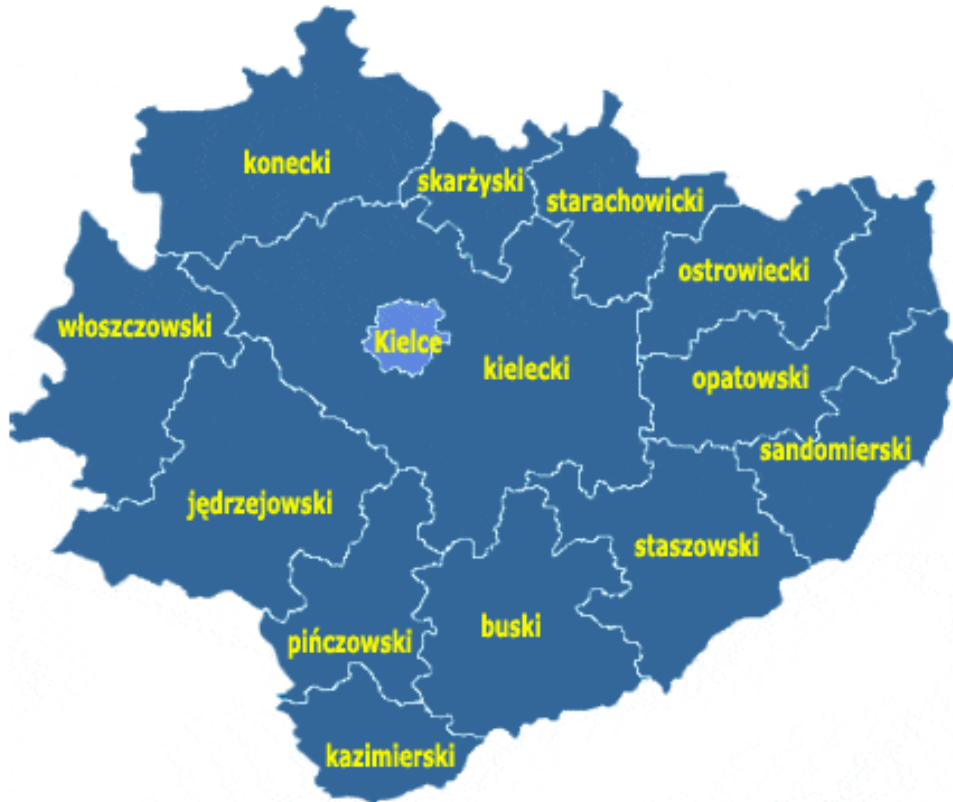 konecki
skarżyski
starachowicki
ostrowiecki
włoszczowski
Kielce
kielecki
opatowski
sandomierski
jędrzejowski
staszowski
pińczowski
buski
kazimierski